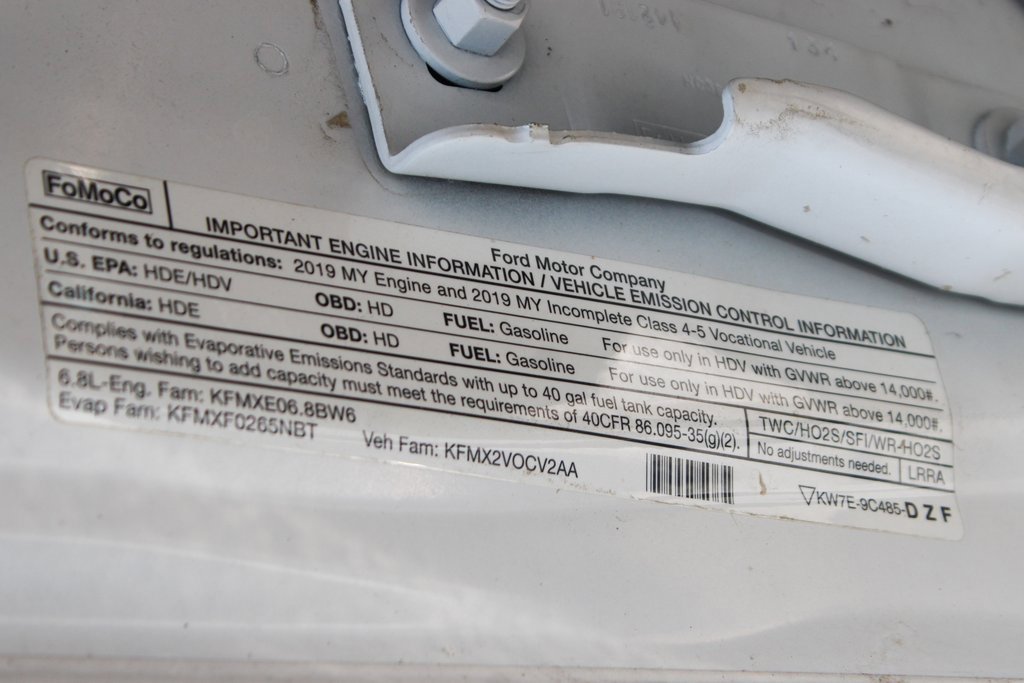 FoMoCo
Ford Motor Company
IMPORTANT ENGINE INFORMATION / VEHICLE EMISSION CONTROL INFORMATION
Conforms to regulations: 2019 MY Engine and 2019 MY Incomplete Class 4-5 Vocational Vehicle
U.S. EPA: HDE/HDV OBD: HD FUEL: Gasoline For use only in HDV with GVWR above 14,000#.
California: HDE OBD: HD FUEL: Gasoline For use only in HDV with GVWR above 14,000#.
Complies with Evaporative Emissions Standards with up to 40 gal fuel tank capacity.
Persons wishing to add capacity must meet the requirements of 40CFR 86.095-35(g)(2).
TWC/HO2S/SFI/WR-HO2S
No adjustments needed. LRRA
6.8L-Eng. Fam: KFMXE06.8BW6
Evap Fam: KFMXF0265NBT Veh Fam: KFMX2VOCV2AA
KW7E-9C485-DZF